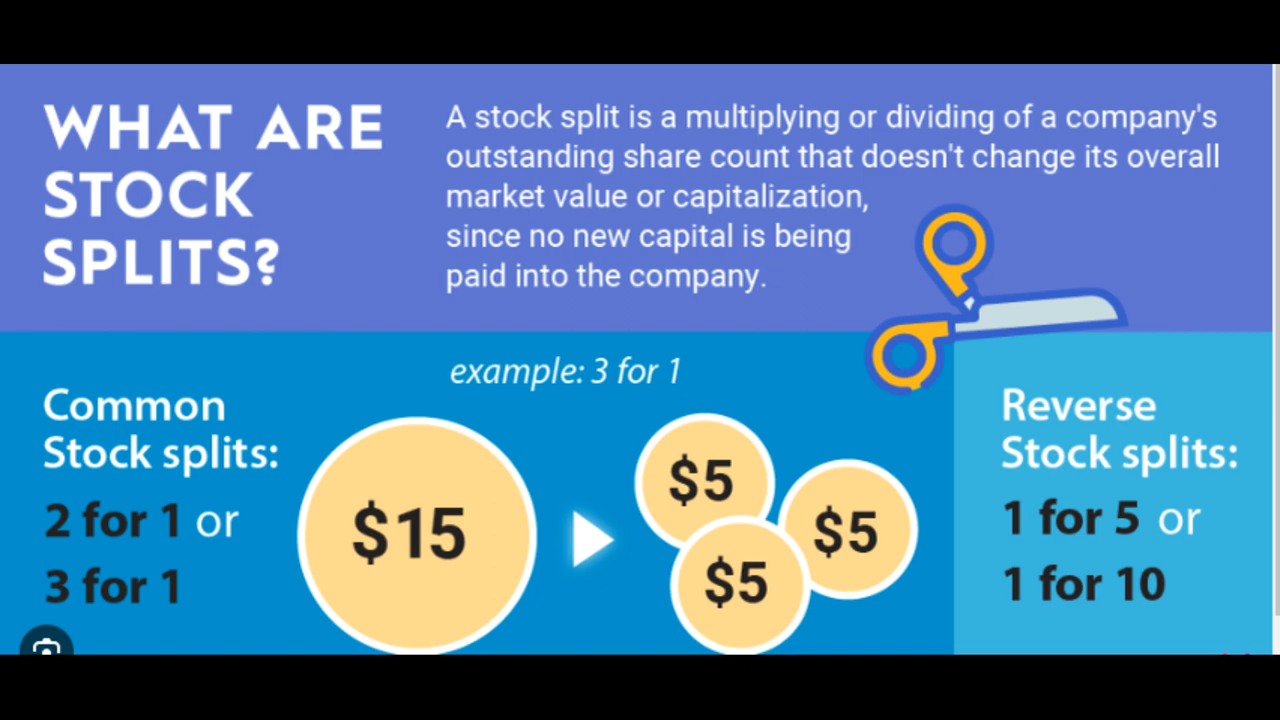 WHAT ARE
STOCK
SPLITS?
A stock split is a multiplying or dividing of a company's
outstanding share count that doesn't change its overall
market value or capitalization,
since no new capital is being
paid into the company.
example: 3 for 1
Common
Stock splits:
2 for 1 or
3 for 1
$15
$5
$5
$5
Reverse
Stock splits:
1 for 5 or
1 for 10